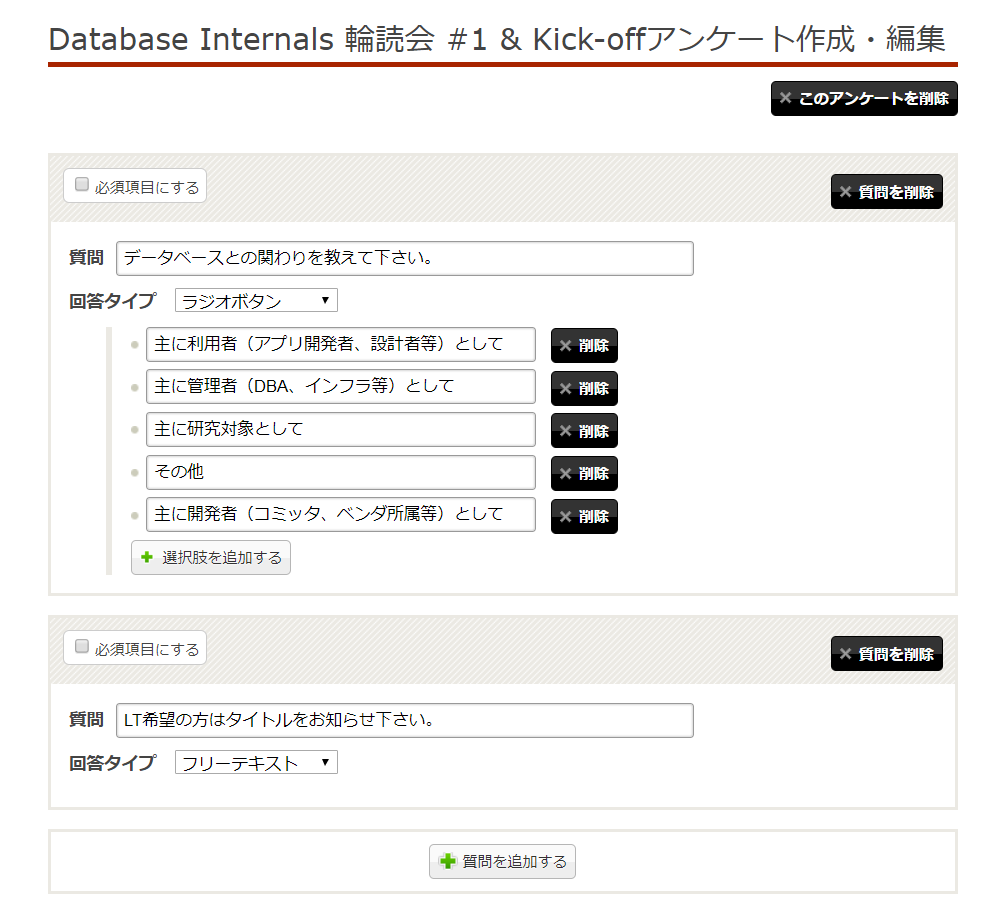 Database Internals 輪読会 #1 & Kick-offアンケート作成・編集
× このアンケートを削除
必須項目にする
× 質問を削除
質問 データベースとの関わりを教えて下さい。
回答タイプ ラジオボタン ▼
主に利用者（アプリ開発者、設計者等）として × 削除
主に管理者（DBA、インフラ等）として × 削除
主に研究対象として × 削除
その他 × 削除
主に開発者（コミッタ、ベンダ所属等）として × 削除
選択肢を追加する
必須項目にする
× 質問を削除
質問 LT希望の方はタイトルをお知らせ下さい。
回答タイプ フリーテキスト ▼
質問を追加する